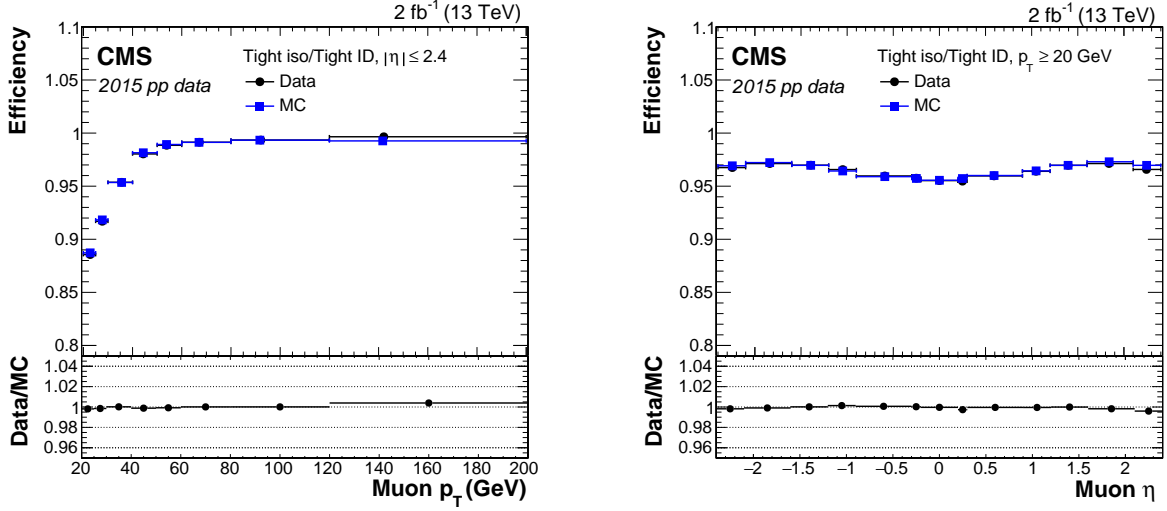 2 fb⁻¹ (13 TeV)
Efficiency
1.1
1.05
1
0.95
0.9
0.85
0.8
CMS
2015 pp data
Tight iso/Tight ID, |η| ≤ 2.4
Data
MC
Data/MC
1.04
1.02
1
0.98
0.96
20 40 60 80 100 120 140 160 180 200
Muon p_T (GeV)
2 fb⁻¹ (13 TeV)
Efficiency
1.1
1.05
1
0.95
0.9
0.85
0.8
CMS
2015 pp data
Tight iso/Tight ID, p_T ≥ 20 GeV
Data
MC
Data/MC
1.04
1.02
1
0.98
0.96
−2 −1.5 −1 −0.5 0 0.5 1 1.5 2
Muon η